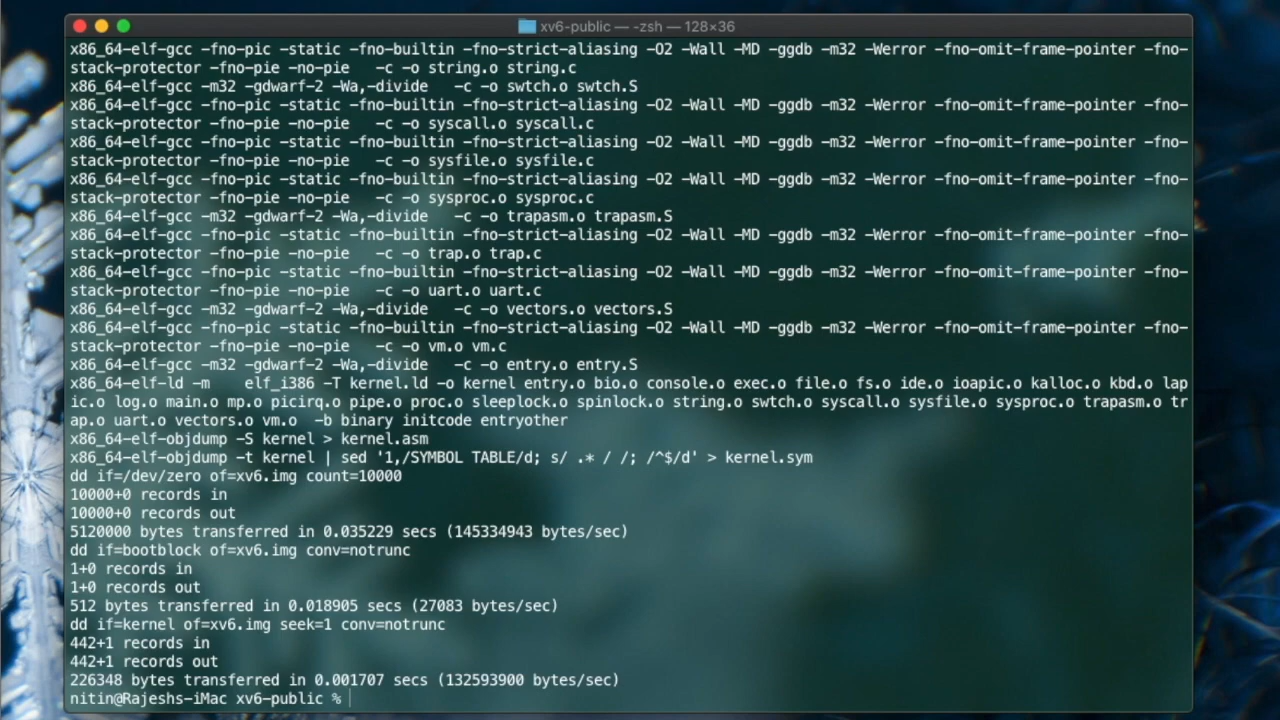 xv6-public — -zsh — 128×36
x86_64-elf-gcc -fno-pic -static -fno-builtin -fno-strict-aliasing -O2 -Wall -MD -ggdb -m32 -Werror -fno-omit-frame-pointer -fno-
stack-protector -fno-pie -no-pie   -c -o string.o string.c
x86_64-elf-gcc -m32 -gdwarf-2 -Wa,-divide   -c -o swtch.o swtch.S
x86_64-elf-gcc -fno-pic -static -fno-builtin -fno-strict-aliasing -O2 -Wall -MD -ggdb -m32 -Werror -fno-omit-frame-pointer -fno-
stack-protector -fno-pie -no-pie   -c -o syscall.o syscall.c
x86_64-elf-gcc -fno-pic -static -fno-builtin -fno-strict-aliasing -O2 -Wall -MD -ggdb -m32 -Werror -fno-omit-frame-pointer -fno-
stack-protector -fno-pie -no-pie   -c -o sysfile.o sysfile.c
x86_64-elf-gcc -fno-pic -static -fno-builtin -fno-strict-aliasing -O2 -Wall -MD -ggdb -m32 -Werror -fno-omit-frame-pointer -fno-
stack-protector -fno-pie -no-pie   -c -o sysproc.o sysproc.c
x86_64-elf-gcc -m32 -gdwarf-2 -Wa,-divide   -c -o trapasm.o trapasm.S
x86_64-elf-gcc -fno-pic -static -fno-builtin -fno-strict-aliasing -O2 -Wall -MD -ggdb -m32 -Werror -fno-omit-frame-pointer -fno-
stack-protector -fno-pie -no-pie   -c -o trap.o trap.c
x86_64-elf-gcc -fno-pic -static -fno-builtin -fno-strict-aliasing -O2 -Wall -MD -ggdb -m32 -Werror -fno-omit-frame-pointer -fno-
stack-protector -fno-pie -no-pie   -c -o uart.o uart.c
x86_64-elf-gcc -m32 -gdwarf-2 -Wa,-divide   -c -o vectors.o vectors.S
x86_64-elf-gcc -fno-pic -static -fno-builtin -fno-strict-aliasing -O2 -Wall -MD -ggdb -m32 -Werror -fno-omit-frame-pointer -fno-
stack-protector -fno-pie -no-pie   -c -o vm.o vm.c
x86_64-elf-gcc -m32 -gdwarf-2 -Wa,-divide   -c -o entry.o entry.S
x86_64-elf-ld -m    elf_i386 -T kernel.ld -o kernel entry.o bio.o console.o exec.o file.o fs.o ide.o ioapic.o kalloc.o kbd.o lap
ic.o log.o main.o mp.o picirq.o pipe.o proc.o sleeplock.o spinlock.o string.o swtch.o syscall.o sysfile.o sysproc.o trapasm.o tr
ap.o uart.o vectors.o vm.o  -b binary initcode entryother
x86_64-elf-objdump -S kernel > kernel.asm
x86_64-elf-objdump -t kernel | sed '1,/SYMBOL TABLE/d; s/ .* / /; /^$/d' > kernel.sym
dd if=/dev/zero of=xv6.img count=10000
10000+0 records in
10000+0 records out
5120000 bytes transferred in 0.035229 secs (145334943 bytes/sec)
dd if=bootblock of=xv6.img conv=notrunc
1+0 records in
1+0 records out
512 bytes transferred in 0.018905 secs (27083 bytes/sec)
dd if=kernel of=xv6.img seek=1 conv=notrunc
442+1 records in
442+1 records out
226348 bytes transferred in 0.001707 secs (132593900 bytes/sec)
nitin@Rajeshs-iMac xv6-public %